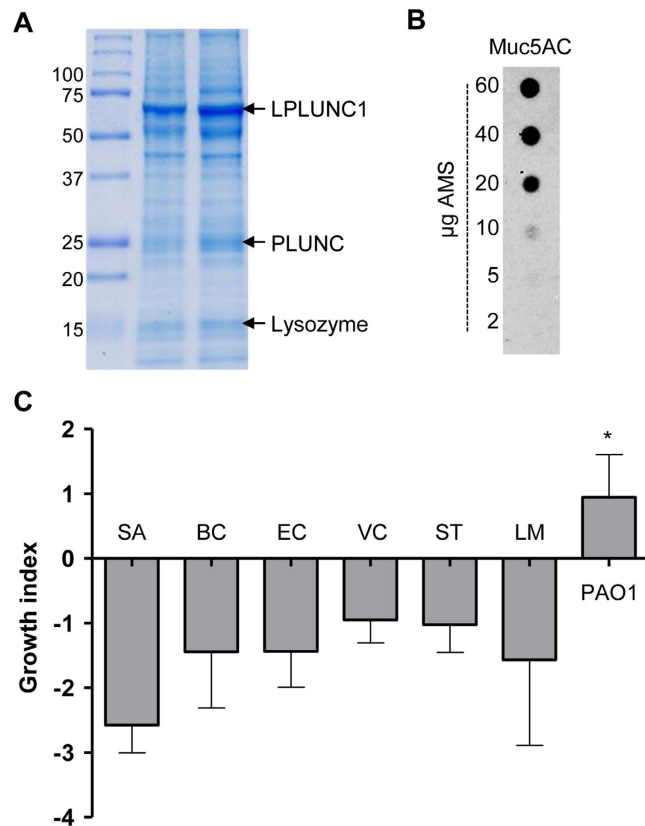 A
100
75
50
37
25
20
15
LPLUNC1
PLUNC
Lysozyme
B
Muc5AC
µg AMS
60
40
20
10
5
2
C
Growth index
2
1
0
-1
-2
-3
-4
SA BC EC VC ST LM
*
PAO1